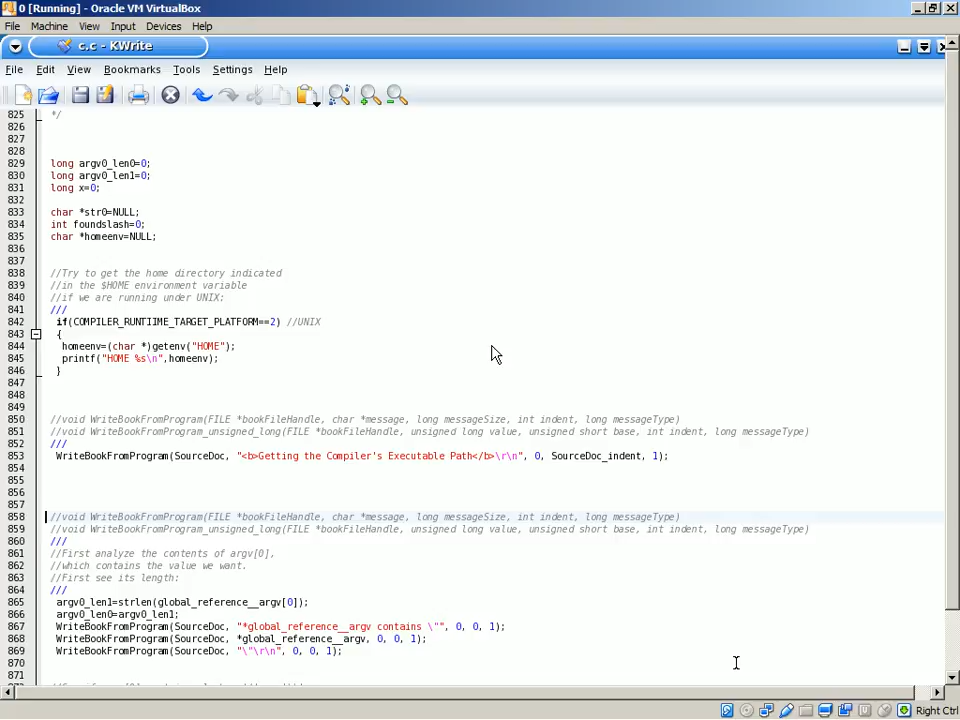 0 [Running] - Oracle VM VirtualBox
File Machine View Input Devices Help
c.c - KWrite
File Edit View Bookmarks Tools Settings Help
825 */
826
827
828
829 long argv0_len0=0;
830 long argv0_len1=0;
831 long x=0;
832
833 char *str0=NULL;
834 int foundslash=0;
835 char *homeenv=NULL;
836
837
838 //Try to get the home directory indicated
839 //in the $HOME environment variable
840 //if we are running under UNIX:
841 ///
842 if(COMPILER_RUNTIIME_TARGET_PLATFORM==2) //UNIX
843 {
844 homeenv=(char *)getenv("HOME");
845 printf("HOME %s\n",homeenv);
846 }
847
848
849
850 //void WriteBookFromProgram(FILE *bookFileHandle, char *message, long messageSize, int indent, long messageType)
851 //void WriteBookFromProgram_unsigned_long(FILE *bookFileHandle, unsigned long value, unsigned short base, int indent, long messageType)
852 ///
853 WriteBookFromProgram(SourceDoc, "<b>Getting the Compiler's Executable Path</b>\r\n", 0, SourceDoc_indent, 1);
854
855
856
857
858 //void WriteBookFromProgram(FILE *bookFileHandle, char *message, long messageSize, int indent, long messageType)
859 //void WriteBookFromProgram_unsigned_long(FILE *bookFileHandle, unsigned long value, unsigned short base, int indent, long messageType)
860 ///
861 //First analyze the contents of argv[0],
862 //which contains the value we want.
863 //First see its length:
864 ///
865 argv0_len1=strlen(global_reference__argv[0]);
866 argv0_len0=argv0_len1;
867 WriteBookFromProgram(SourceDoc, "*global_reference__argv contains \"", 0, 0, 1);
868 WriteBookFromProgram(SourceDoc, *global_reference__argv, 0, 0, 1);
869 WriteBookFromProgram(SourceDoc, "\"\r\n", 0, 0, 1);
870
871
Right Ctrl